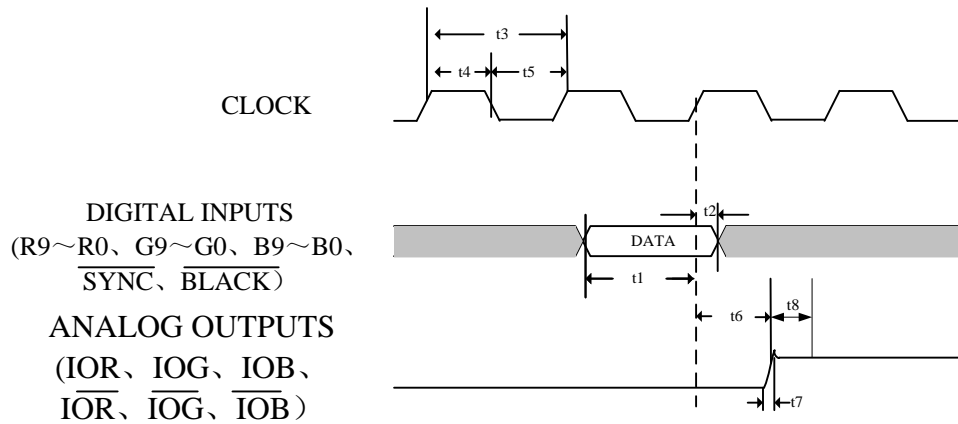 t3
t4 t5
CLOCK
DIGITAL INPUTS
(R9～R0、G9～G0、B9～B0、
SYNC、BLACK）
t2
DATA
t1
ANALOG OUTPUTS
(IOR、IOG、IOB、
IOR、IOG、IOB）
t6 t8
t7